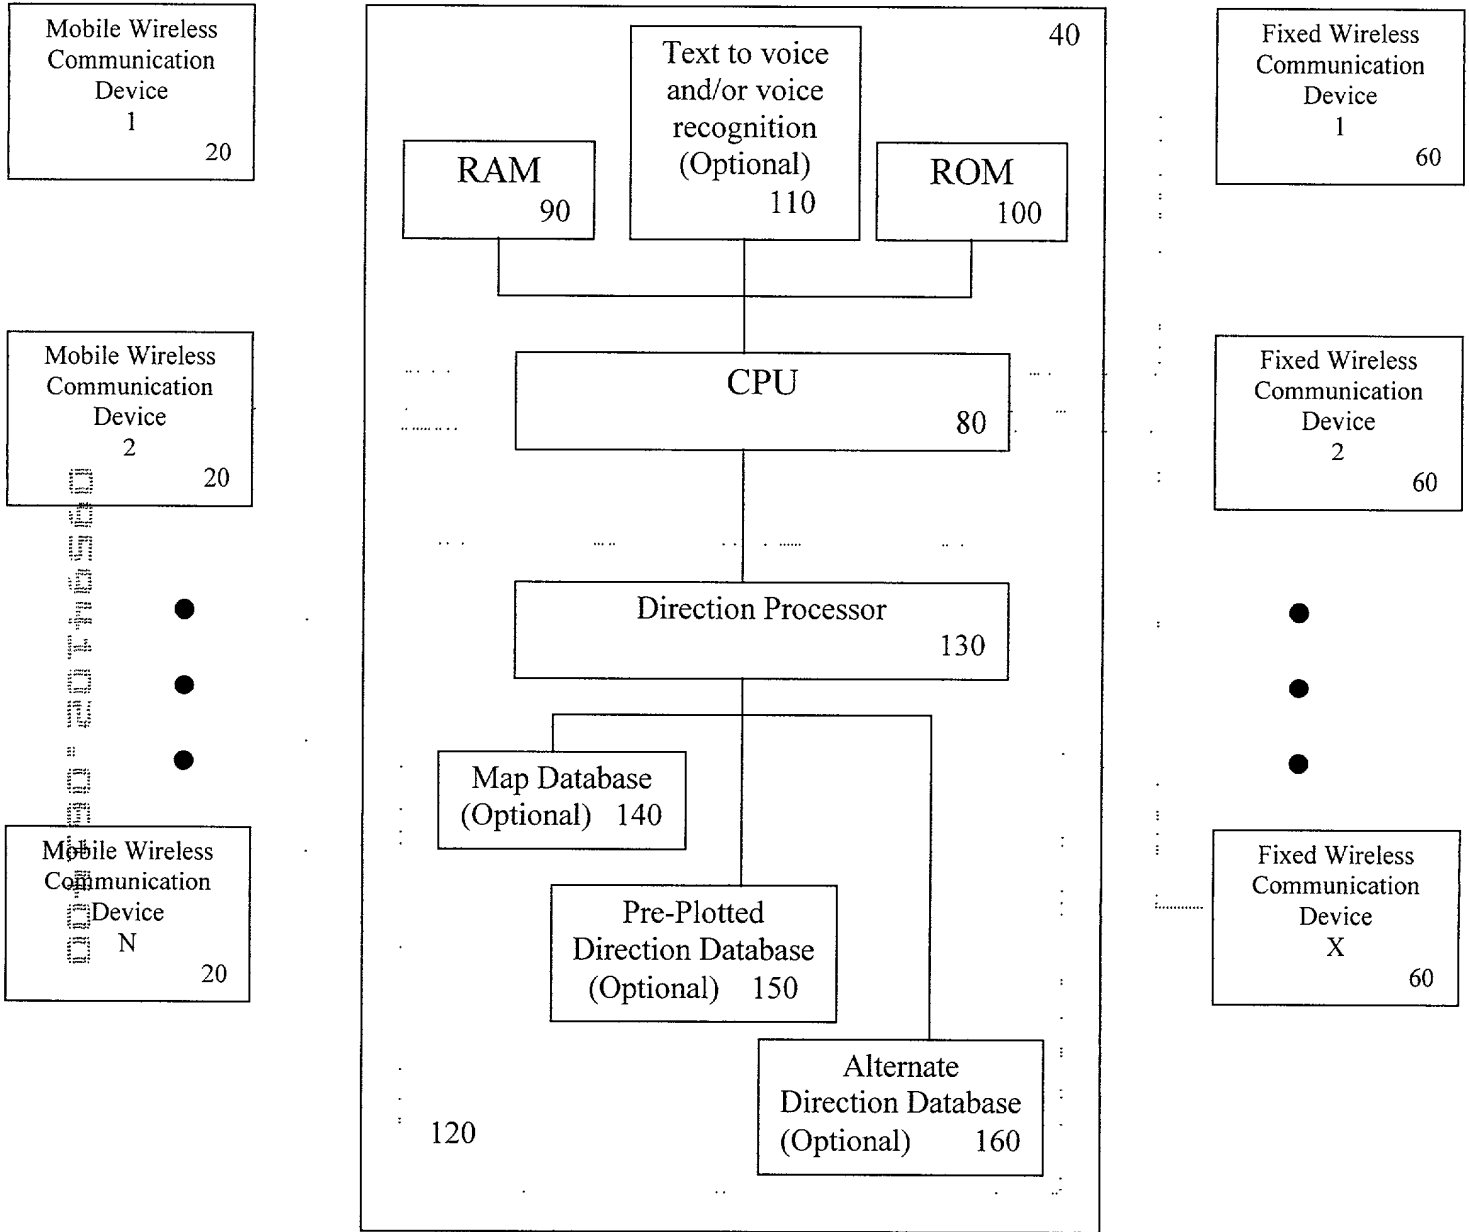 Mobile Wireless
Communication
Device
1
20
Mobile Wireless
Communication
Device
2
20
Mobile Wireless
Communication
Device
N
20
40
Text to voice
and/or voice
recognition
(Optional)
110
RAM
90
ROM
100
CPU
80
Direction Processor
130
Map Database
(Optional) 140
Pre-Plotted
Direction Database
(Optional) 150
Alternate
Direction Database
(Optional) 160
120
Fixed Wireless
Communication
Device
1
60
Fixed Wireless
Communication
Device
2
60
Fixed Wireless
Communication
Device
X
60